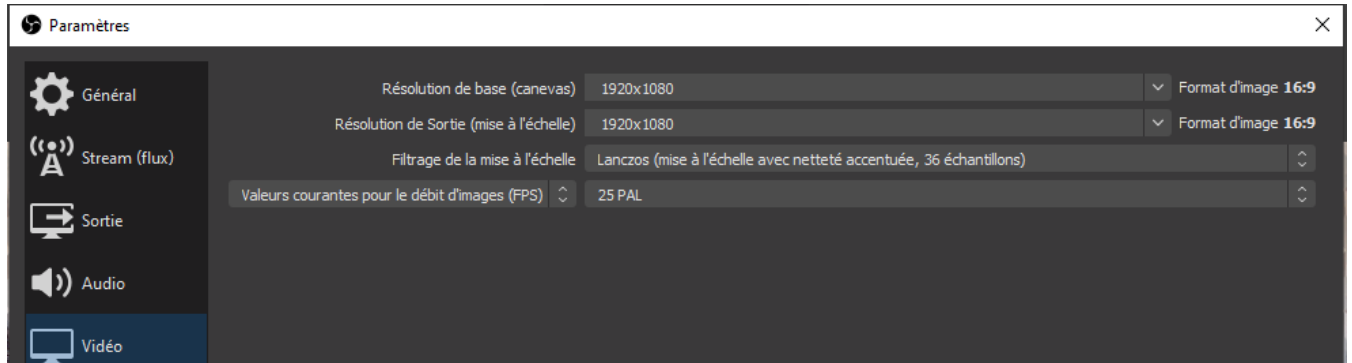 Paramètres
Général
Stream (flux)
Sortie
Audio
Vidéo
Résolution de base (canevas) 1920x1080 Format d'image 16:9
Résolution de Sortie (mise à l'échelle) 1920x1080 Format d'image 16:9
Filtrage de la mise à l'échelle Lanczos (mise à l'échelle avec netteté accentuée, 36 échantillons)
Valeurs courantes pour le débit d'images (FPS) 25 PAL